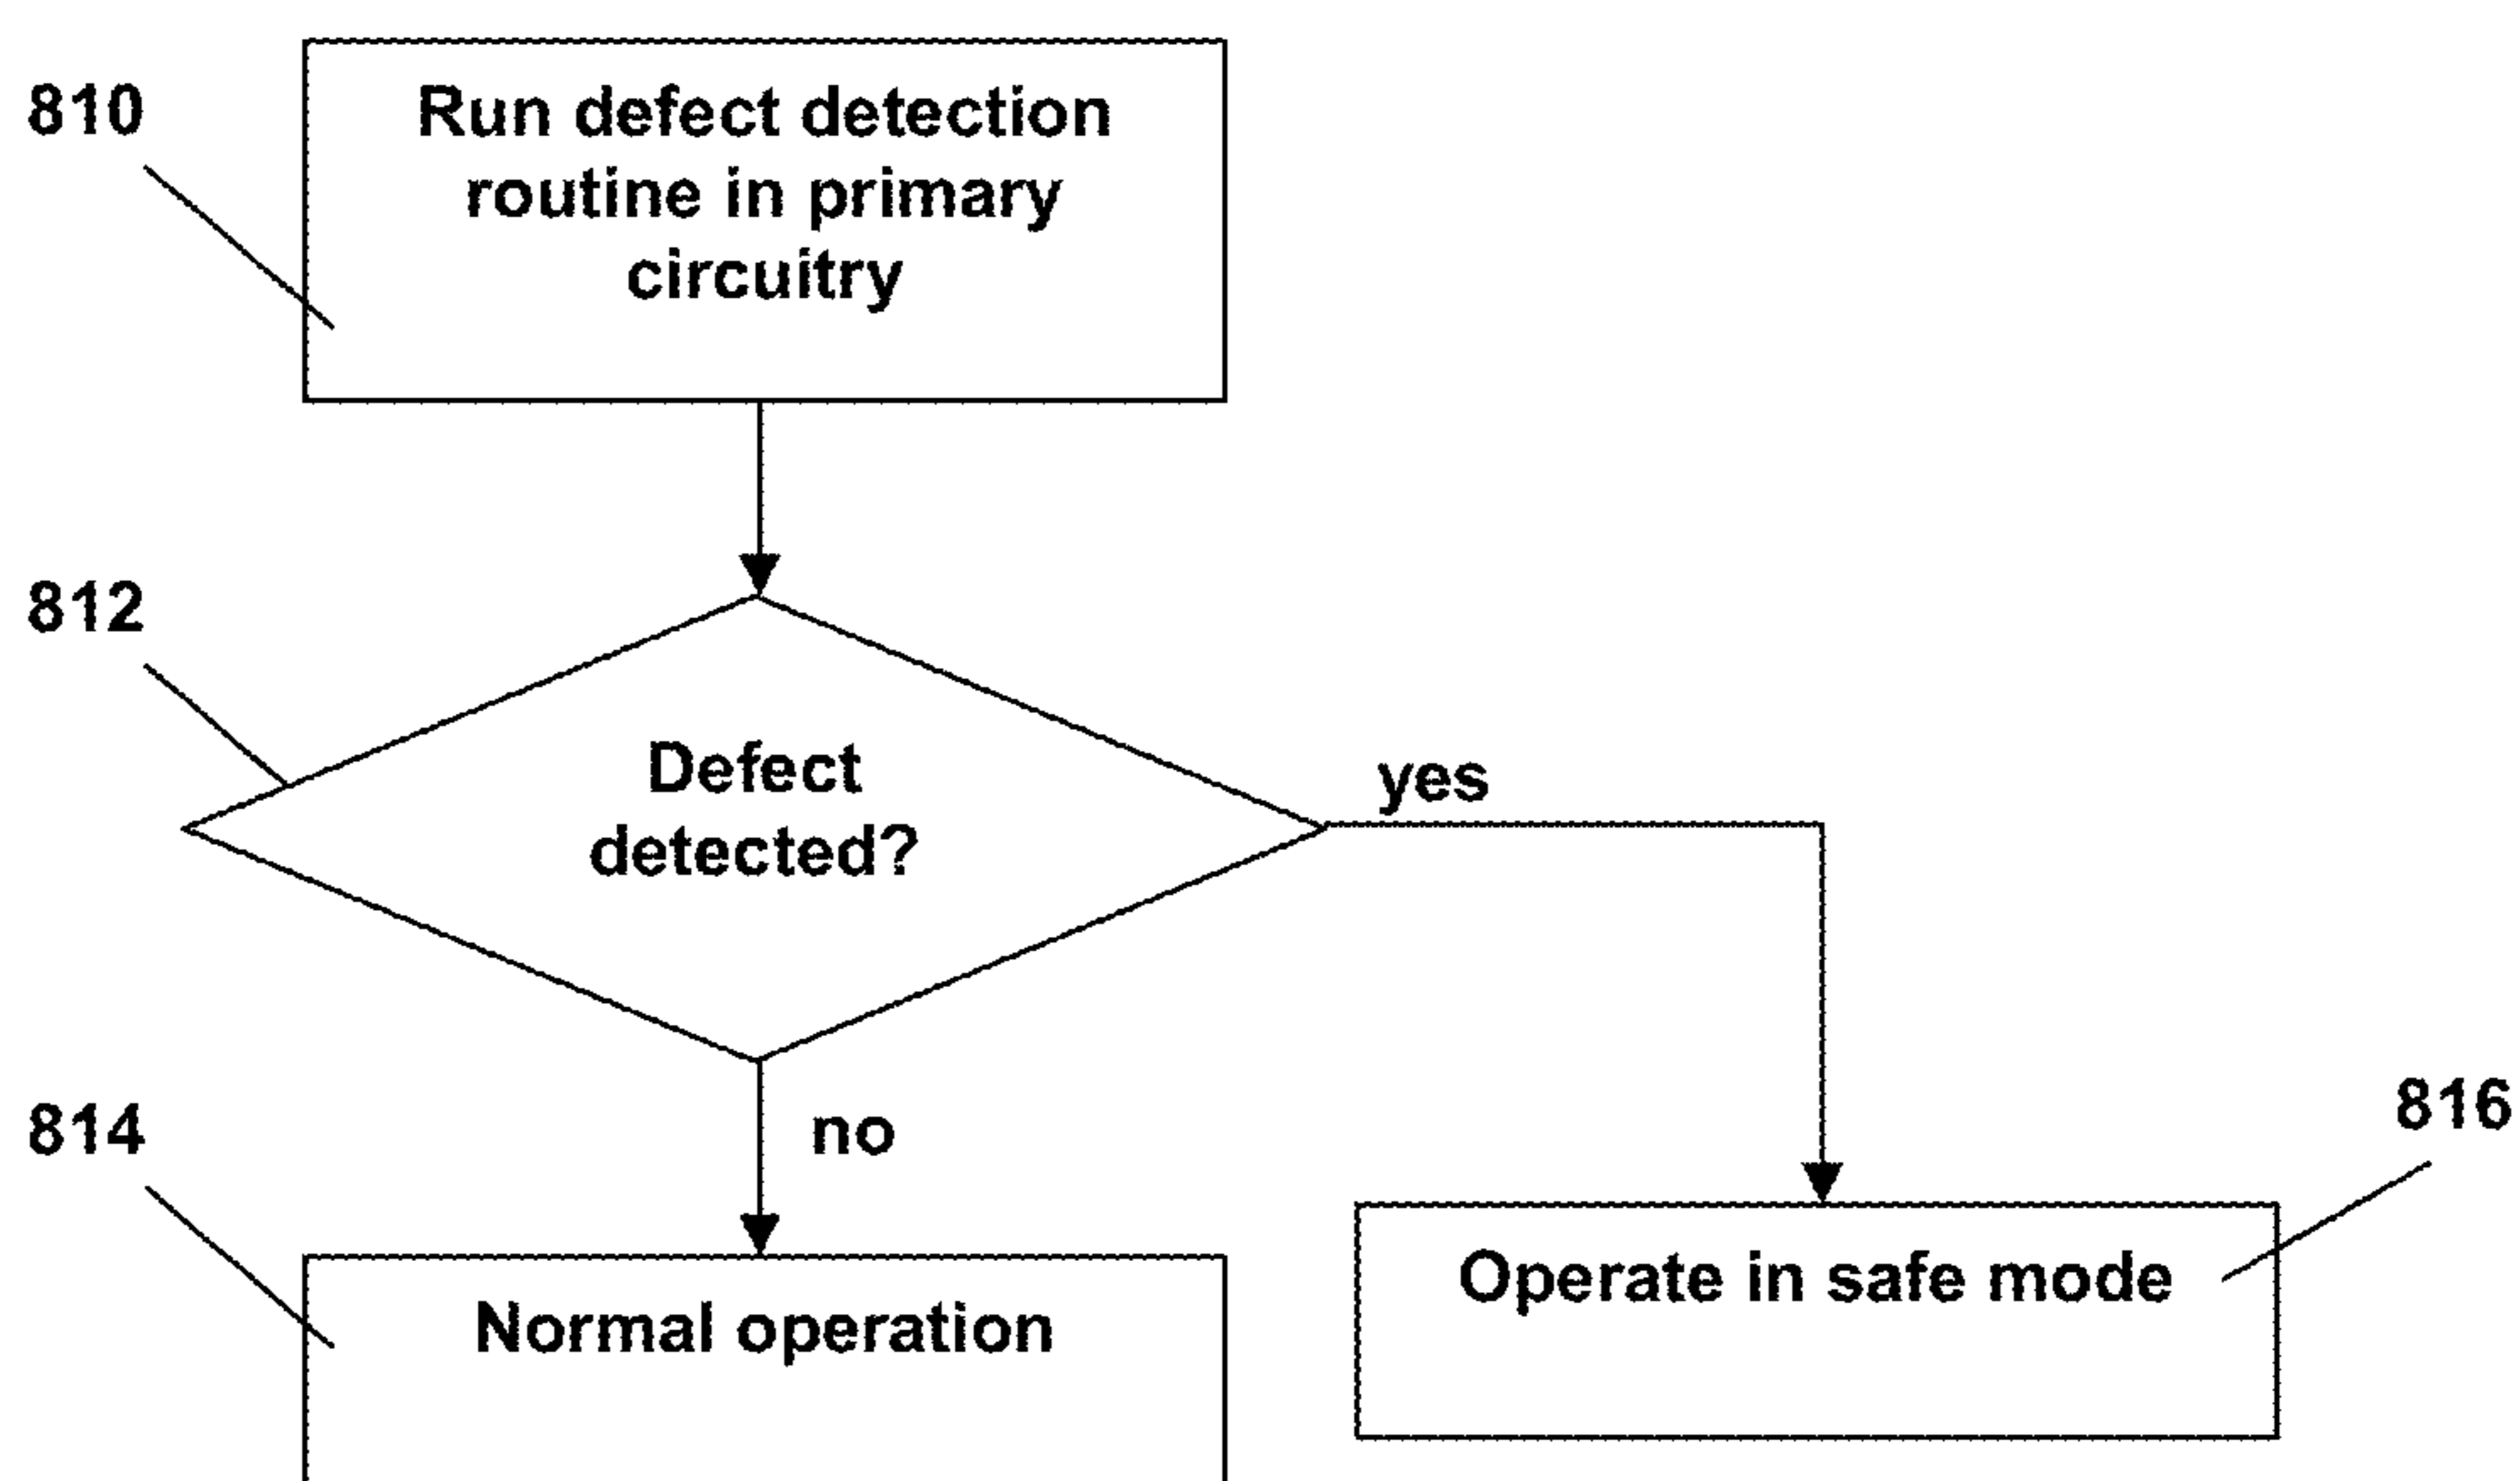 810
Run defect detection
routine in primary
circuitry
812
Defect
detected?
yes
814
no
816
Normal operation
Operate in safe mode